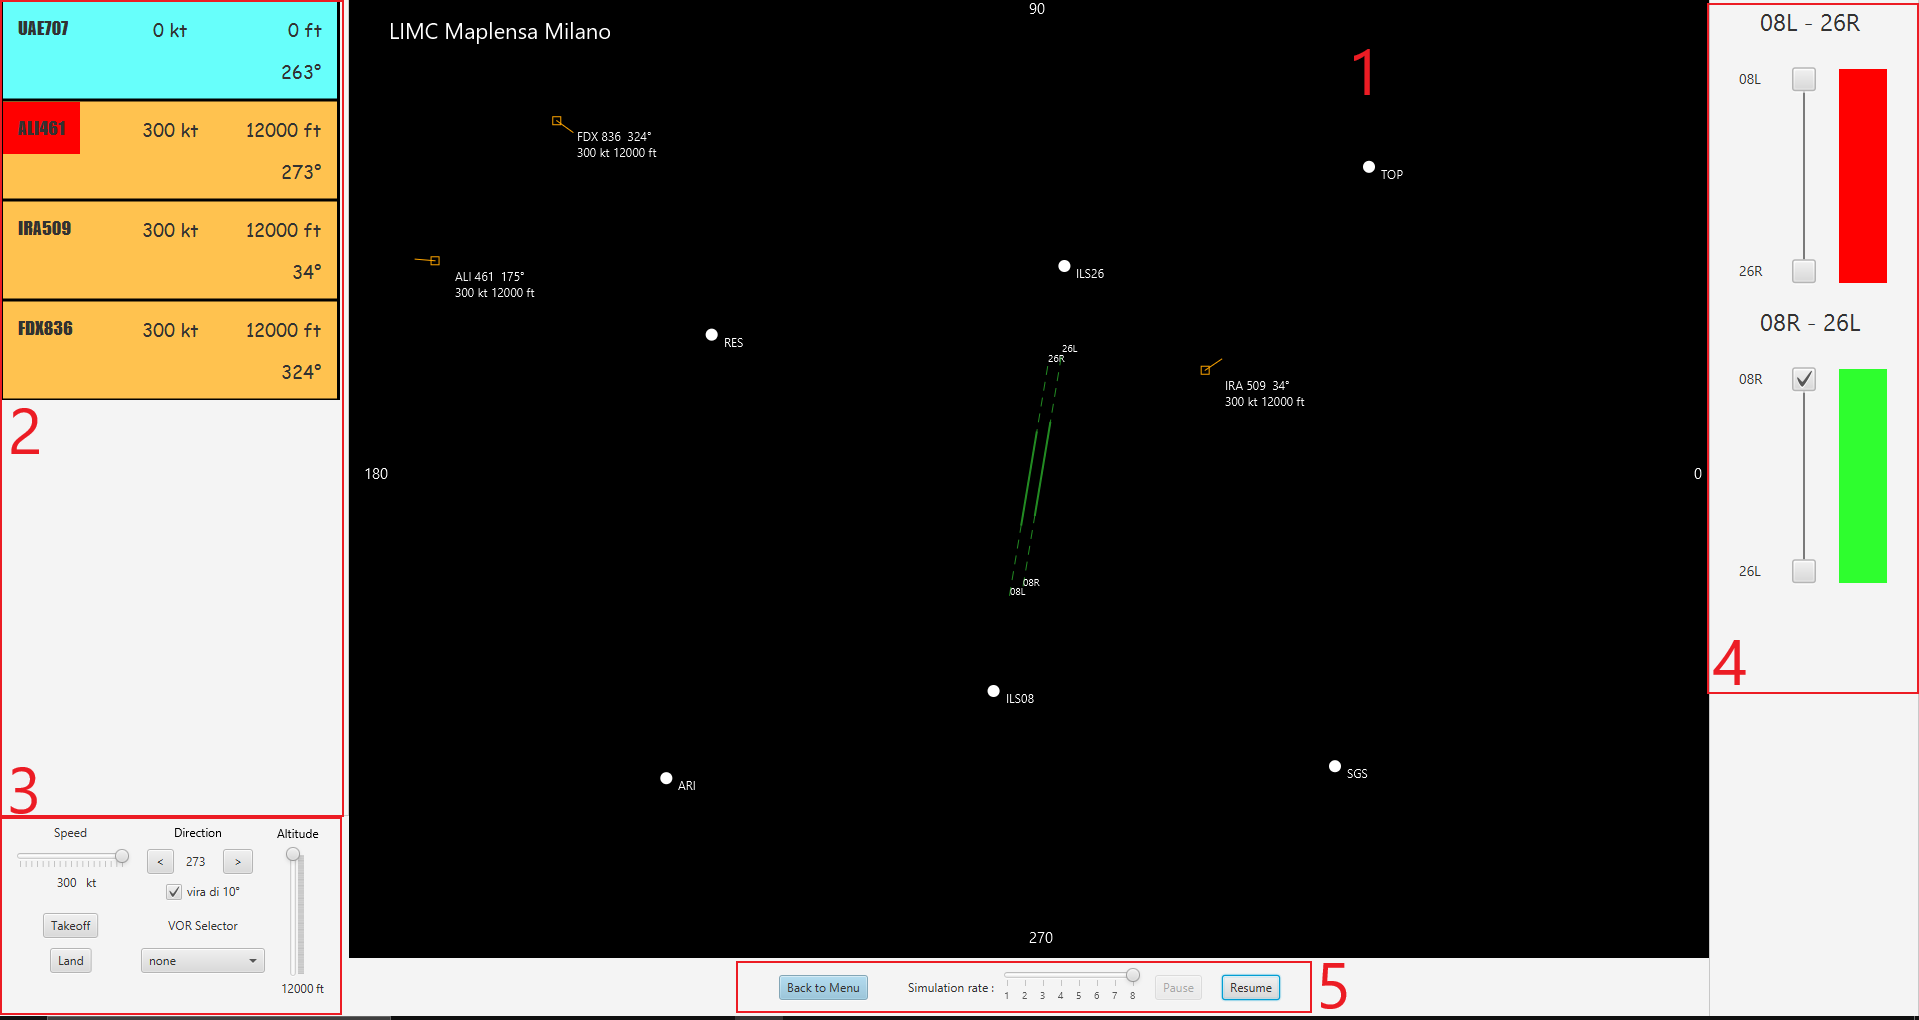 UAE707 0 kt 0 ft
263°
ALI461 300 kt 12000 ft
273°
IRA509 300 kt 12000 ft
34°
FDX836 300 kt 12000 ft
324°
2
3
Speed Direction Altitude
< 273 >
300 kt
vira di 10°
Takeoff VOR Selector
Land none
12000 ft
LIMC Maplensa Milano
90
1
FDX 836 324°
300 kt 12000 ft
TOP
ALI 461 175°
300 kt 12000 ft
ILS26
RES
26L
26R
IRA 509 34°
300 kt 12000 ft
180
0
08R
08L
ILS08
ARI
SGS
270
Back to Menu Simulation rate : 1 2 3 4 5 6 7 8 Pause Resume
5
08L - 26R
08L
26R
08R - 26L
08R
26L
4